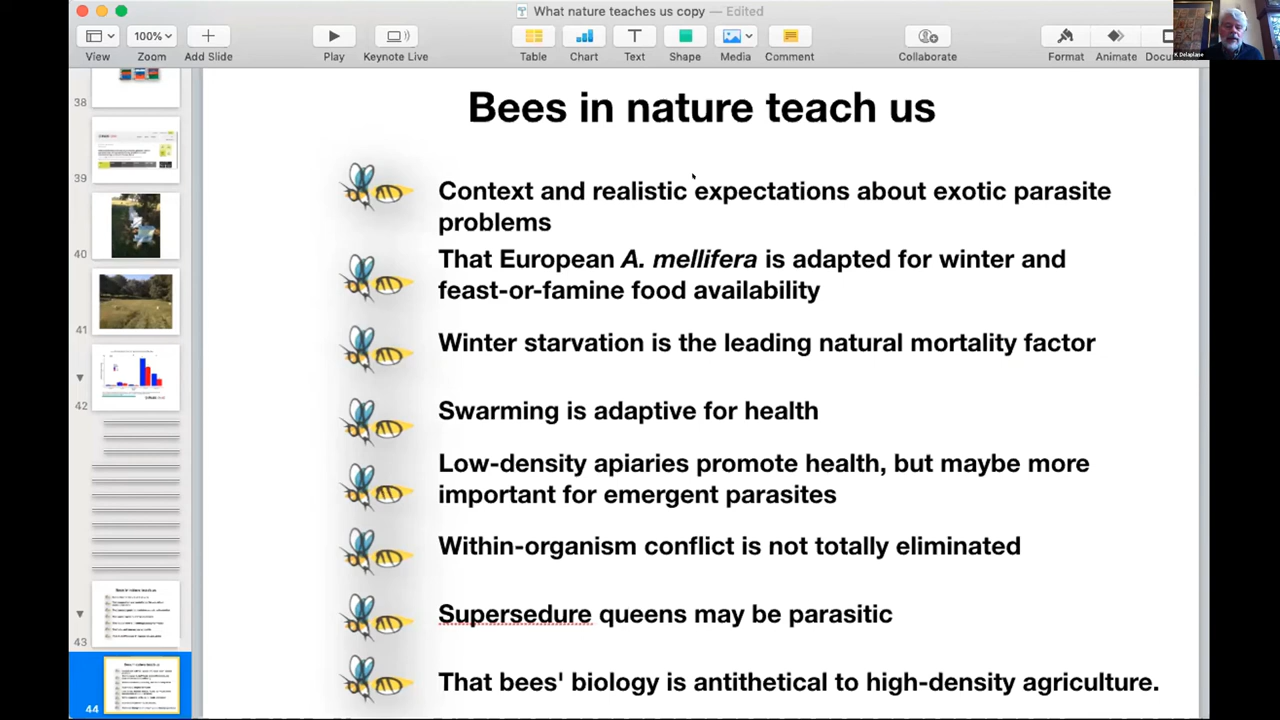 What nature teaches us copy — Edited
100%
View
Zoom
Add Slide
Play
Keynote Live
Table
Chart
Text
Shape
Media
Comment
Collaborate
Format
Animate
K Delaplane
38
39
40
41
42
43
44
Bees in nature teach us
Context and realistic expectations about exotic parasite
problems
That European A. mellifera is adapted for winter and
feast-or-famine food availability
Winter starvation is the leading natural mortality factor
Swarming is adaptive for health
Low-density apiaries promote health, but maybe more
important for emergent parasites
Within-organism conflict is not totally eliminated
Supersedure queens may be parasitic
That bees' biology is antithetical to high-density agriculture.